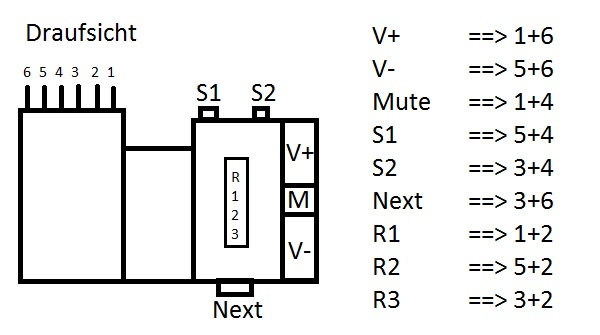 Draufsicht
6 5 4 3 2 1
S1 S2
V+
M
V-
R
1
2
3
Next
V+ ==> 1+6
V- ==> 5+6
Mute ==> 1+4
S1 ==> 5+4
S2 ==> 3+4
Next ==> 3+6
R1 ==> 1+2
R2 ==> 5+2
R3 ==> 3+2